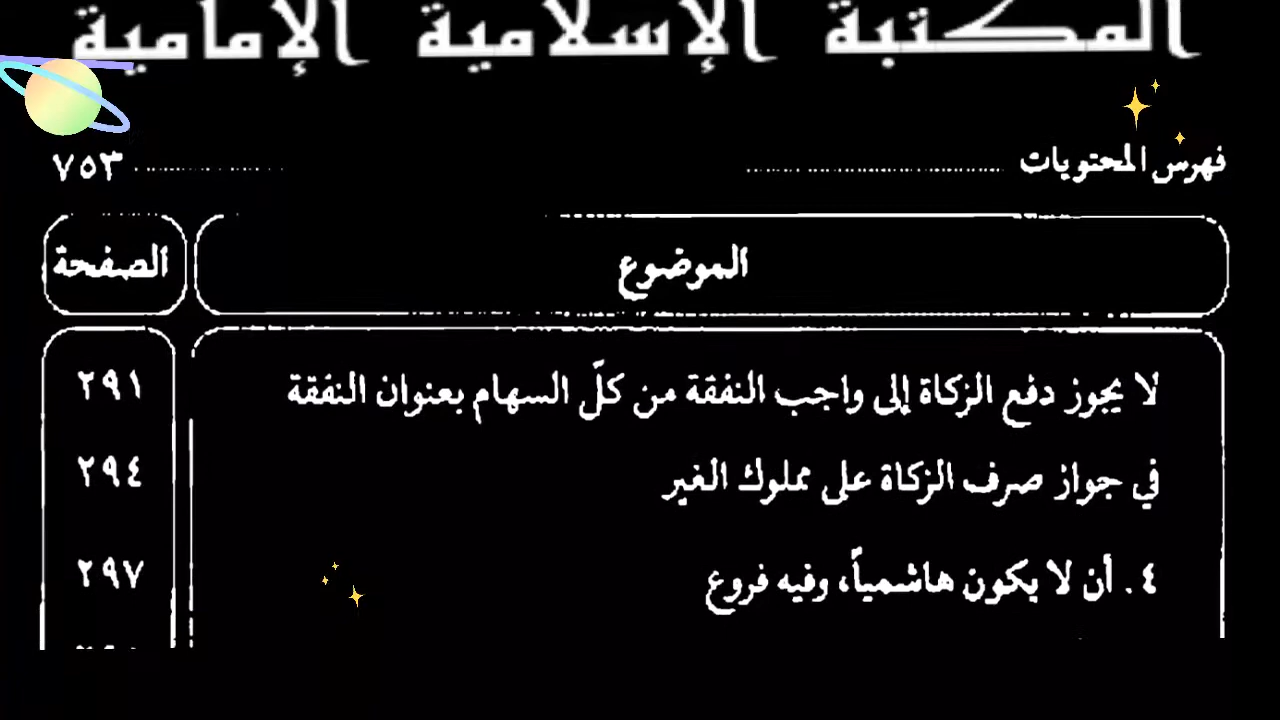 المكتبة الإسلامية الإمامية
فهرس المحتويات ................................ ٧٥٣
الموضوع الصفحة
لا يجوز دفع الزكاة إلى واجب النفقة من كلّ السهام بعنوان النفقة ٢٩١
في جواز صرف الزكاة على مملوك الغير ٢٩٤
٤. أن لا يكون هاشمياً، وفيه فروع ٢٩٧